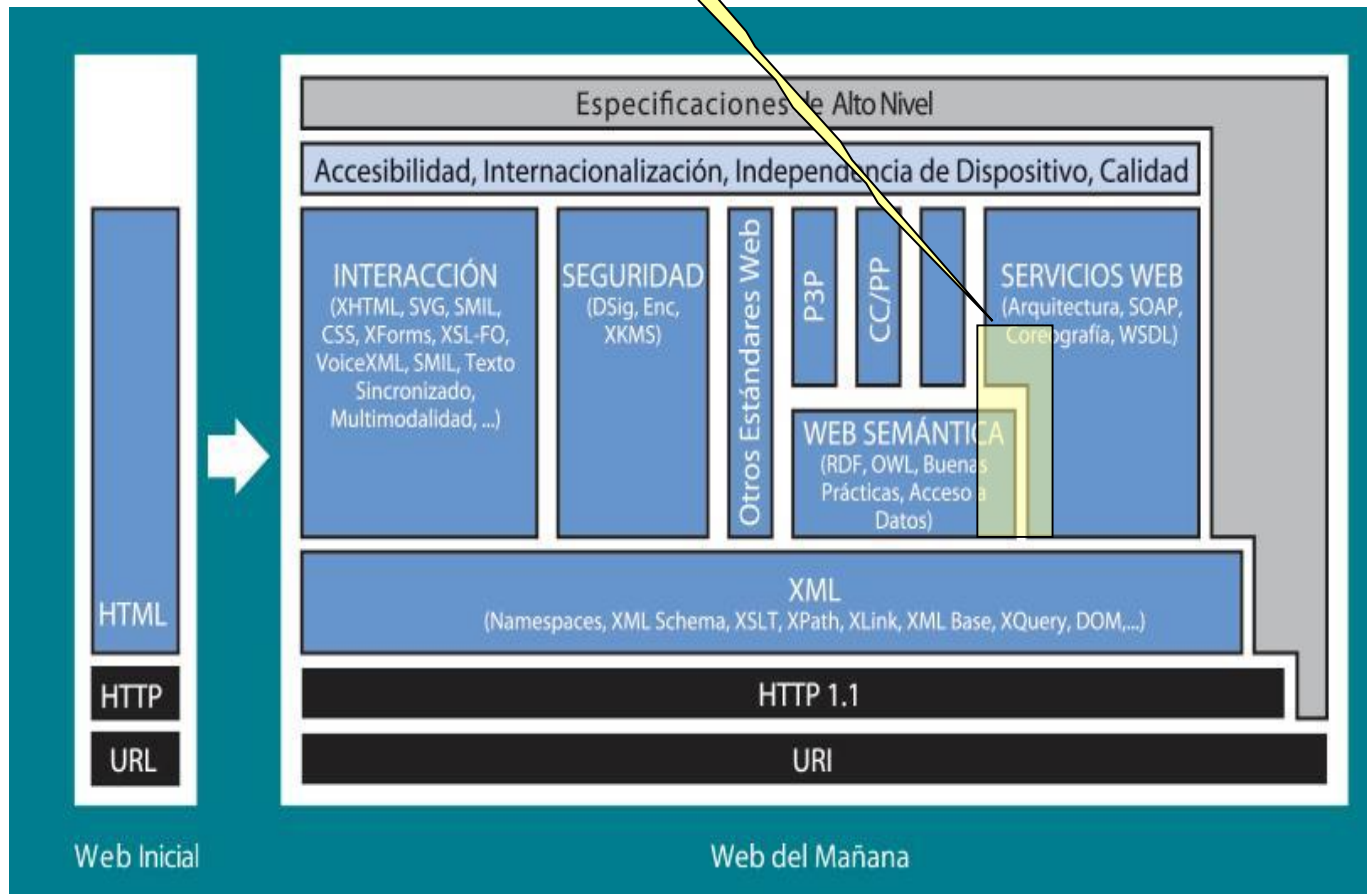 HTML
HTTP
URL
Web Inicial
Especificaciones de Alto Nivel
Accesibilidad, Internacionalización, Independencia de Dispositivo, Calidad
INTERACCIÓN
(XHTML, SVG, SMIL,
CSS, XForms, XSL-FO,
VoiceXML, SMIL, Texto
Sincronizado,
Multimodalidad, ...)
SEGURIDAD
(DSig, Enc,
XKMS)
Otros Estándares Web
P3P
CC/PP
SERVICIOS WEB
(Arquitectura, SOAP,
Coreografía, WSDL)
WEB SEMÁNTICA
(RDF, OWL, Buenas
Prácticas, Acceso a
Datos)
XML
(Namespaces, XML Schema, XSLT, XPath, XLink, XML Base, XQuery, DOM,...)
HTTP 1.1
URI
Web del Mañana